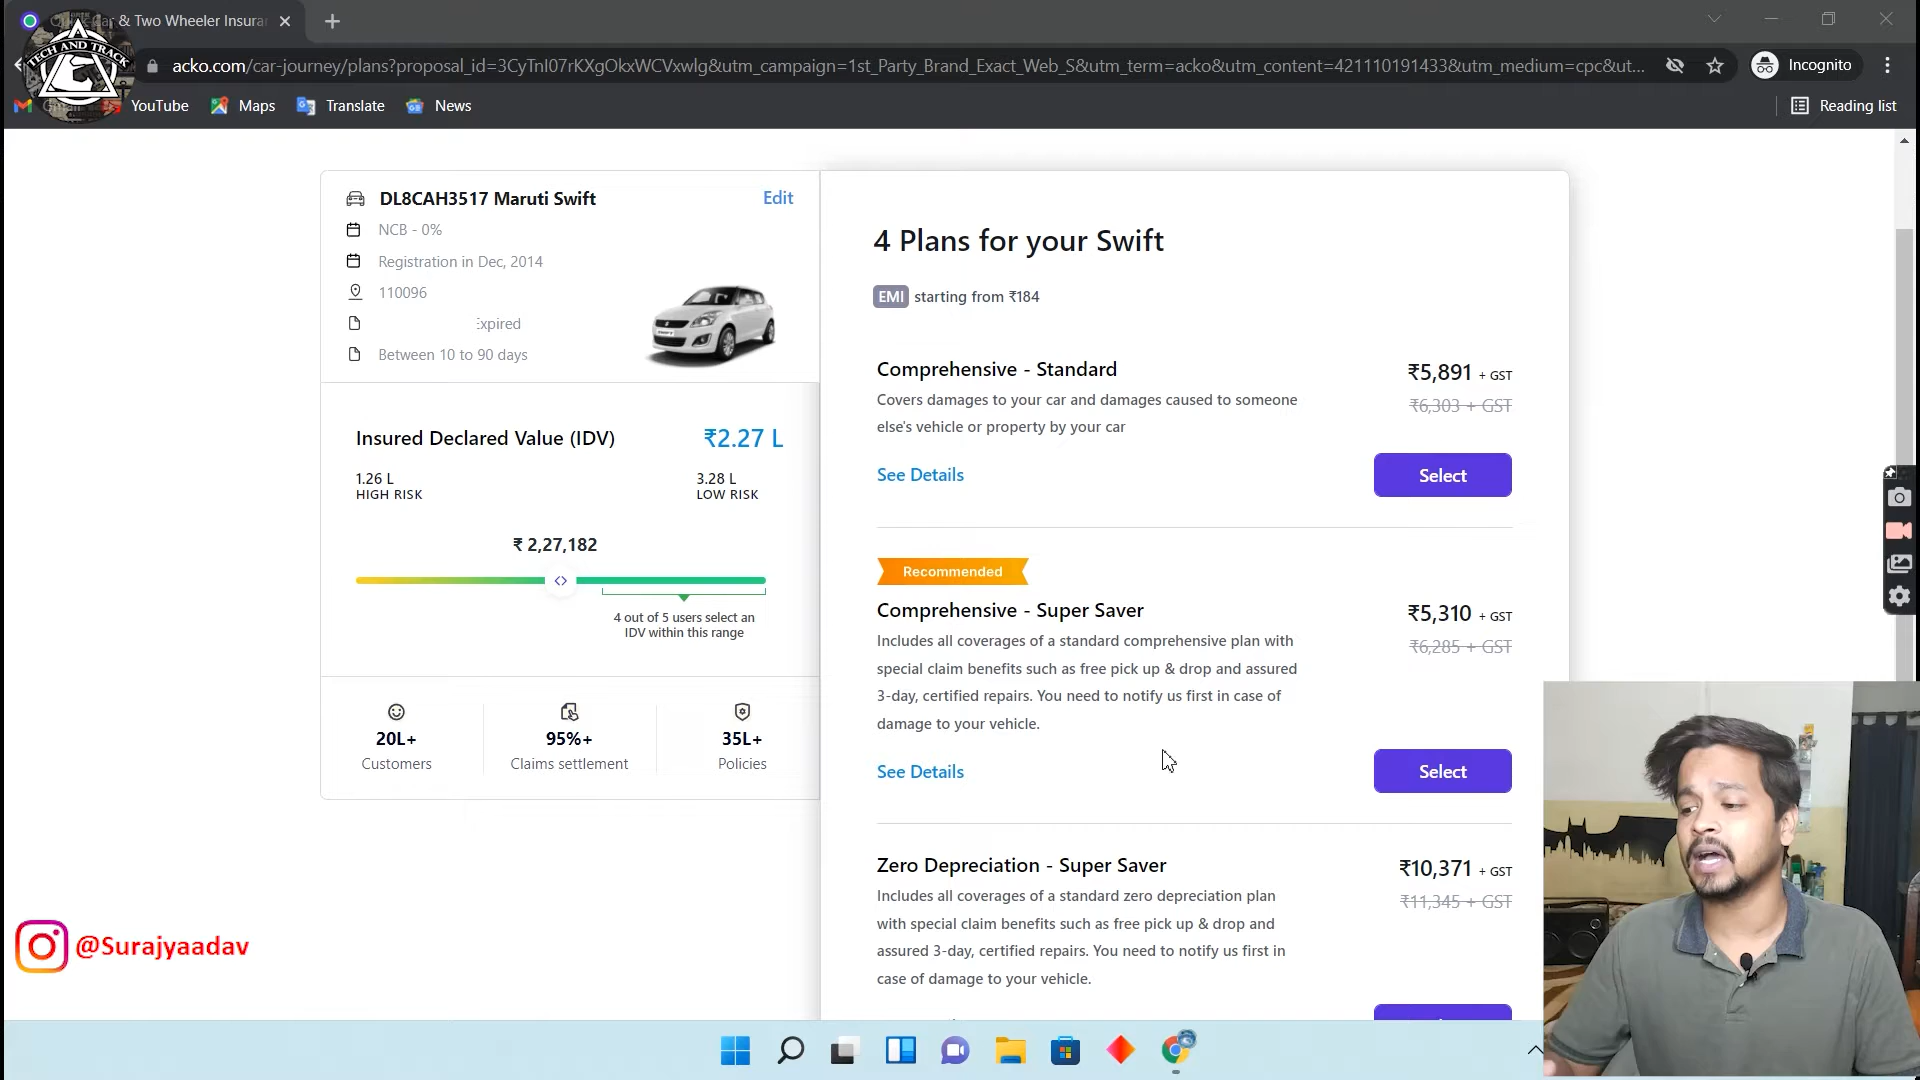 Car & Two Wheeler Insurar
TECH AND TRACK
acko.com/car-journey/plans?proposal_id=3CyTnI07rKXgOkxWCVxwlg&utm_campaign=1st_Party_Brand_Exact_Web_S&utm_term=acko&utm_content=421110191433&utm_medium=cpc&ut...
Incognito
Gmail
YouTube
Maps
Translate
News
Reading list
DL8CAH3517 Maruti Swift
Edit
NCB - 0%
Registration in Dec, 2014
110096
Expired
Between 10 to 90 days
Insured Declared Value (IDV)
₹2.27 L
1.26 L
HIGH RISK
3.28 L
LOW RISK
₹ 2,27,182
4 out of 5 users select an
IDV within this range
20L+
Customers
95%+
Claims settlement
35L+
Policies
4 Plans for your Swift
EMI starting from ₹184
Comprehensive - Standard
₹5,891 + GST
Covers damages to your car and damages caused to someone
₹6,303 + GST
else's vehicle or property by your car
See Details
Select
Recommended
Comprehensive - Super Saver
₹5,310 + GST
Includes all coverages of a standard comprehensive plan with
₹6,285 + GST
special claim benefits such as free pick up & drop and assured
3-day, certified repairs. You need to notify us first in case of
damage to your vehicle.
See Details
Select
Zero Depreciation - Super Saver
₹10,371 + GST
Includes all coverages of a standard zero depreciation plan
₹11,345 + GST
with special claim benefits such as free pick up & drop and
assured 3-day, certified repairs. You need to notify us first in
case of damage to your vehicle.
@Surajyaadav